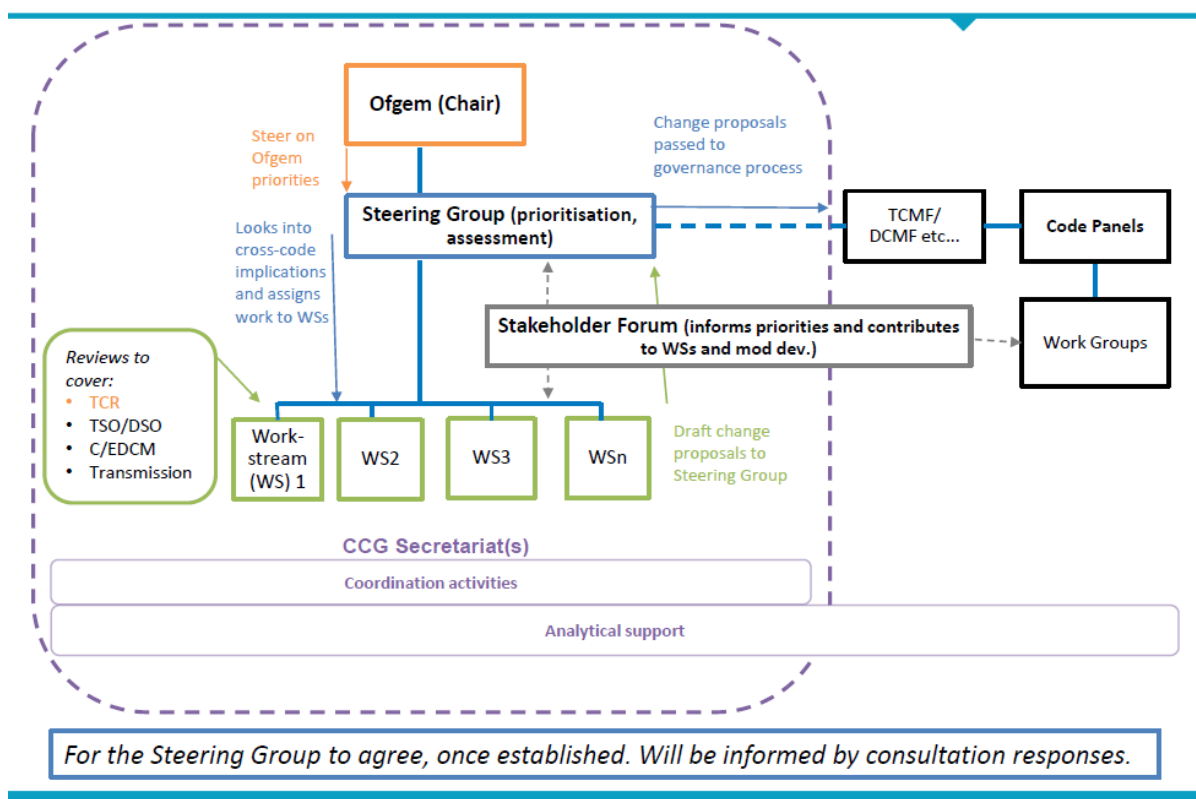 Ofgem (Chair)
Steer on
Ofgem
priorities
Change proposals
passed to
governance process
Steering Group (prioritisation,
assessment)
TCMF/
DCMF etc...
Code Panels
Looks into
cross-code
implications
and assigns
work to WSs
Stakeholder Forum (informs priorities and contributes
to WSs and mod dev.)
Work Groups
Reviews to
cover:
• TCR
• TSO/DSO
• C/EDCM
• Transmission
Work-
stream
(WS) 1
WS2
WS3
WSn
Draft change
proposals to
Steering Group
CCG Secretariat(s)
Coordination activities
Analytical support
For the Steering Group to agree, once established. Will be informed by consultation responses.